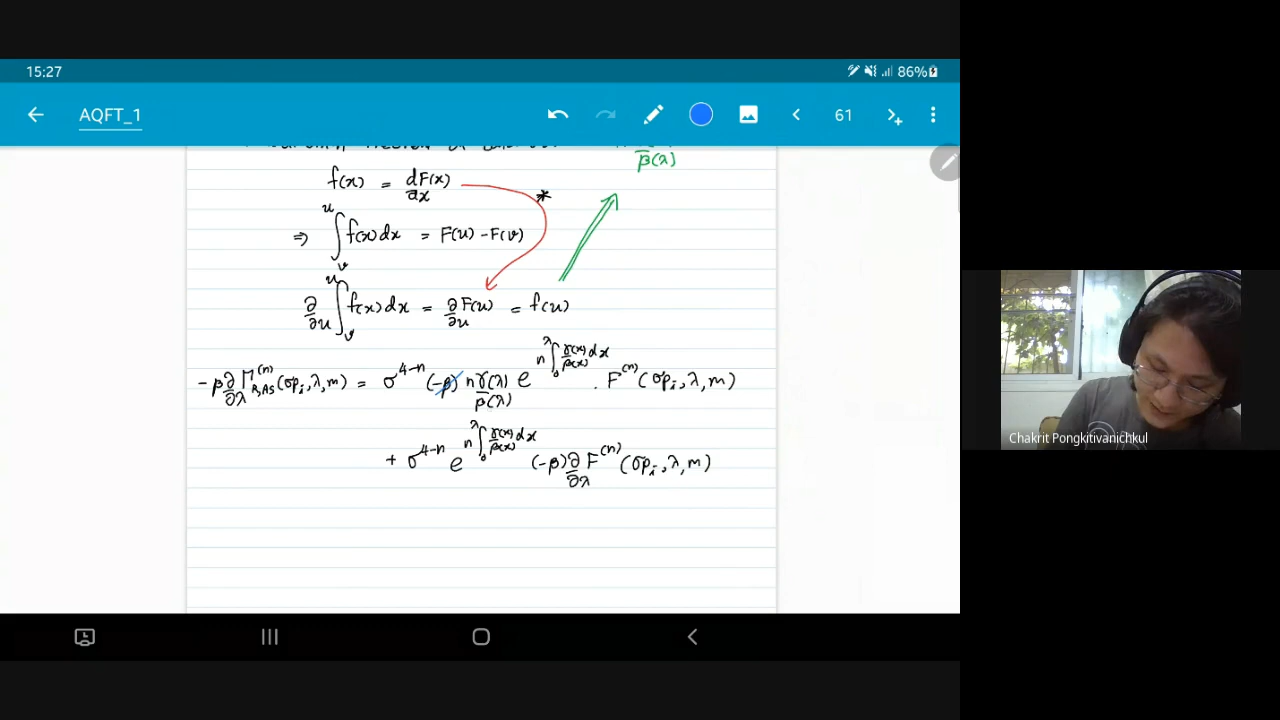 15:27 86%
AQFT_1 61
β(λ)
f(x) = dF(x)/dx *
⇒ ∫_v^u f(x)dx = F(u) - F(v)
∂/∂u ∫_v^u f(x)dx = ∂F(u)/∂u = f(u)
-β ∂/∂λ Γ^(n)_{R,AS}(σp_i, λ, m) = σ^{4-n} (-β) n γ(λ)/β(λ) e^{n∫_0^λ γ(x)/β(x) dx} . F^(n)(σp_i, λ, m)
+ σ^{4-n} e^{n∫_0^λ γ(x)/β(x) dx} (-β) ∂/∂λ F^(n)(σp_i, λ, m)
Chakrit Pongkitivanichkul